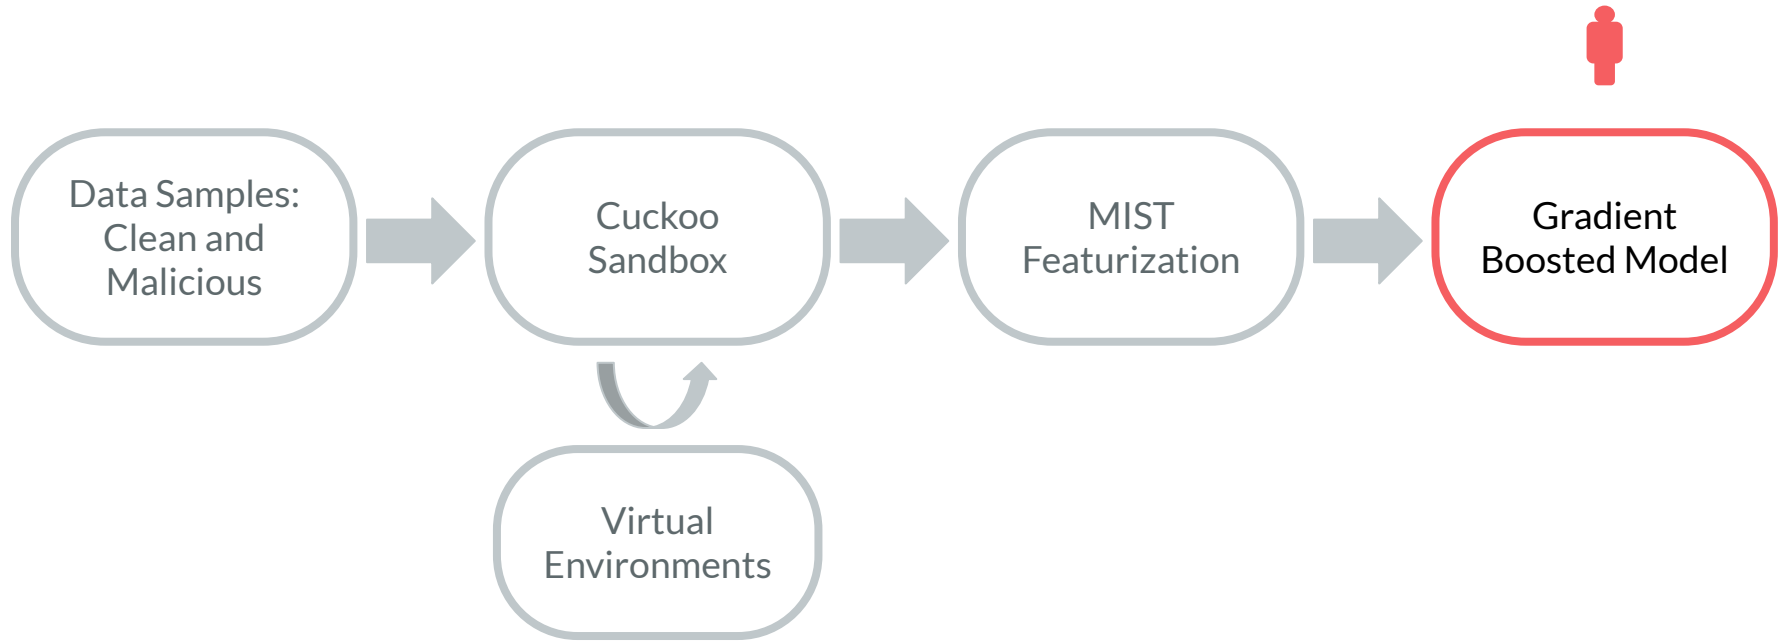 Data Samples:
Clean and
Malicious
Cuckoo
Sandbox
MIST
Featurization
Gradient
Boosted Model
Virtual
Environments